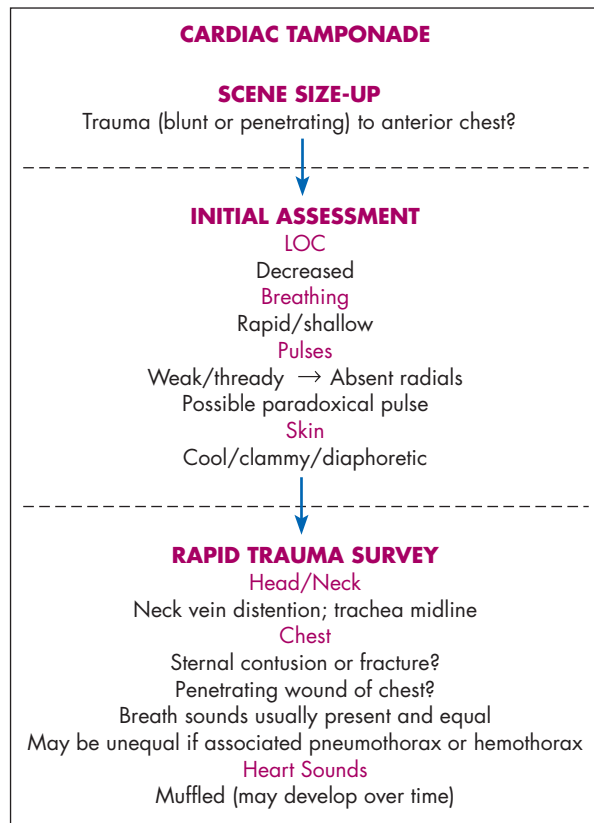 CARDIAC TAMPONADE
SCENE SIZE-UP
Trauma (blunt or penetrating) to anterior chest?
INITIAL ASSESSMENT
LOC
Decreased
Breathing
Rapid/shallow
Pulses
Weak/thready → Absent radials
Possible paradoxical pulse
Skin
Cool/clammy/diaphoretic
RAPID TRAUMA SURVEY
Head/Neck
Neck vein distention; trachea midline
Chest
Sternal contusion or fracture?
Penetrating wound of chest?
Breath sounds usually present and equal
May be unequal if associated pneumothorax or hemothorax
Heart Sounds
Muffled (may develop over time)